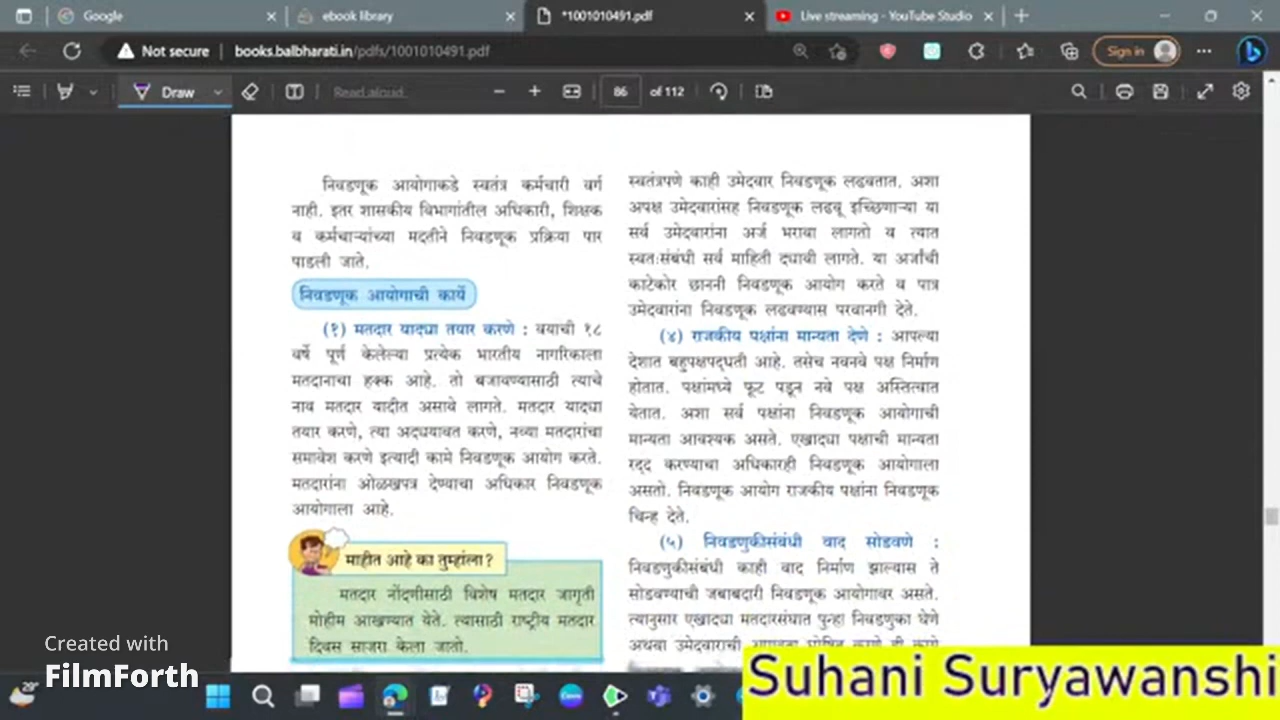 Google
ebook library
*1001010491.pdf
Live streaming - YouTube Studio
Not secure
books.balbharati.in/pdfs/1001010491.pdf
Sign in
Draw
Read aloud
86
of 112
निवडणूक आयोगाकडे स्वतंत्र कर्मचारी वर्ग
नाही. इतर शासकीय विभागांतील अधिकारी, शिक्षक
व कर्मचाऱ्यांच्या मदतीने निवडणूक प्रक्रिया पार
पाडली जाते.
निवडणूक आयोगाची कार्ये
(१) मतदार याद्या तयार करणे : वयाची १८
वर्षे पूर्ण केलेल्या प्रत्येक भारतीय नागरिकाला
मतदानाचा हक्क आहे. तो बजावण्यासाठी त्याचे
नाव मतदार यादीत असावे लागते. मतदार याद्या
तयार करणे, त्या अद्ययावत करणे, नव्या मतदारांचा
समावेश करणे इत्यादी कामे निवडणूक आयोग करते.
मतदारांना ओळखपत्र देण्याचा अधिकार निवडणूक
आयोगाला आहे.
माहीत आहे का तुम्हांला?
मतदार नोंदणीसाठी विशेष मतदार जागृती
मोहीम आखण्यात येते. त्यासाठी राष्ट्रीय मतदार
दिवस साजरा केला जातो.
स्वतंत्रपणे काही उमेदवार निवडणूक लढवतात. अशा
अपक्ष उमेदवारांसह निवडणूक लढवू इच्छिणाऱ्या या
सर्व उमेदवारांना अर्ज भरावा लागतो व त्यात
स्वतःसंबंधी सर्व माहिती द्यावी लागते. या अर्जांची
काटेकोर छाननी निवडणूक आयोग करते व पात्र
उमेदवारांना निवडणूक लढवण्यास परवानगी देते.
(४) राजकीय पक्षांना मान्यता देणे : आपल्या
देशात बहुपक्षपद्धती आहे. तसेच नवनवे पक्ष निर्माण
होतात. पक्षांमध्ये फूट पडून नवे पक्ष अस्तित्वात
येतात. अशा सर्व पक्षांना निवडणूक आयोगाची
मान्यता आवश्यक असते. एखाद्या पक्षाची मान्यता
रद्द करण्याचा अधिकारही निवडणूक आयोगाला
असतो. निवडणूक आयोग राजकीय पक्षांना निवडणूक
चिन्ह देते.
(५) निवडणुकीसंबंधी वाद सोडवणे :
निवडणुकीसंबंधी काही वाद निर्माण झाल्यास ते
सोडवण्याची जबाबदारी निवडणूक आयोगावर असते.
त्यानुसार एखाद्या मतदारसंघात पुन्हा निवडणुका घेणे
अथवा उमेदवाराची
Created with
FilmForth
Suhani Suryawanshi
29°